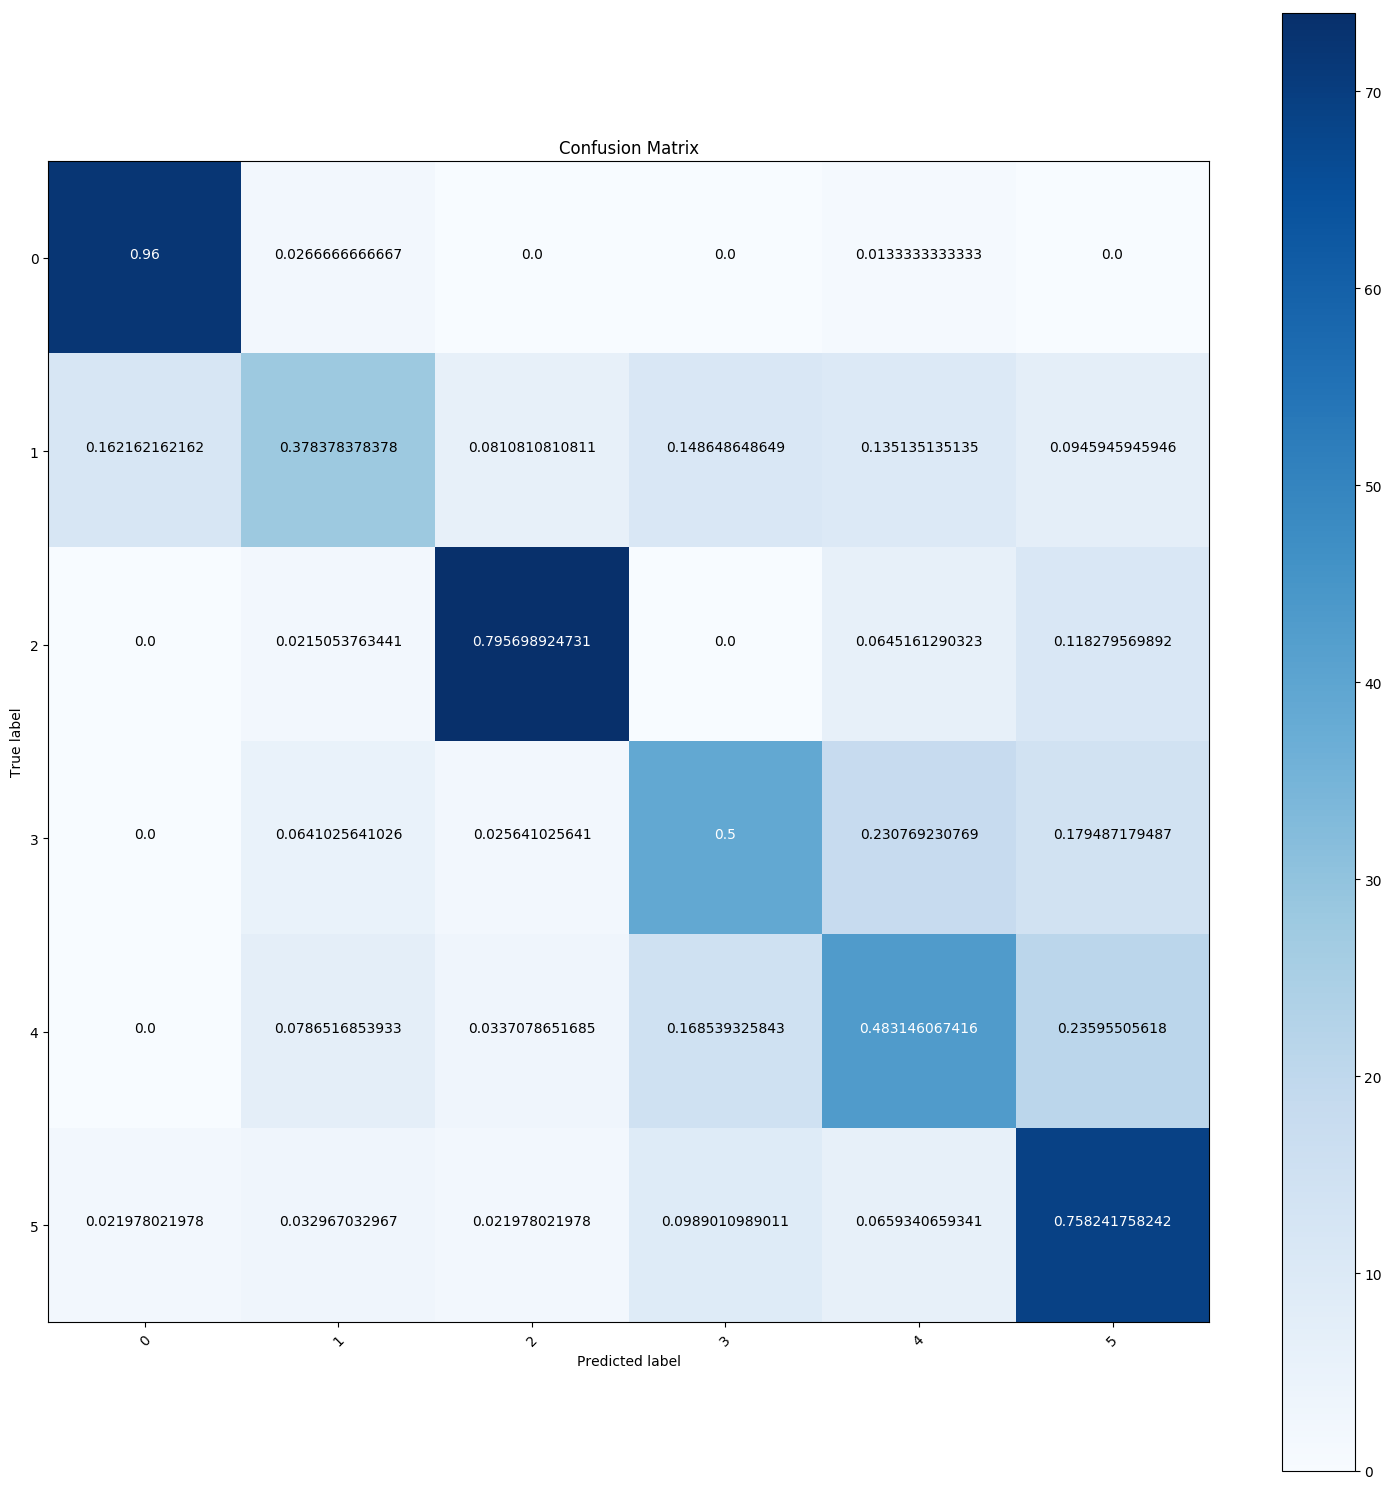 Confusion Matrix
0 0.96 0.0266666666667 0.0 0.0 0.0133333333333 0.0
1 0.162162162162 0.378378378378 0.0810810810811 0.148648648649 0.135135135135 0.0945945945946
2 0.0 0.0215053763441 0.795698924731 0.0 0.0645161290323 0.118279569892
3 0.0 0.0641025641026 0.025641025641 0.5 0.230769230769 0.179487179487
4 0.0 0.0786516853933 0.0337078651685 0.168539325843 0.483146067416 0.23595505618
5 0.021978021978 0.032967032967 0.021978021978 0.0989010989011 0.0659340659341 0.758241758242
0 1 2 3 4 5
Predicted label
True label
70
60
50
40
30
20
10
0